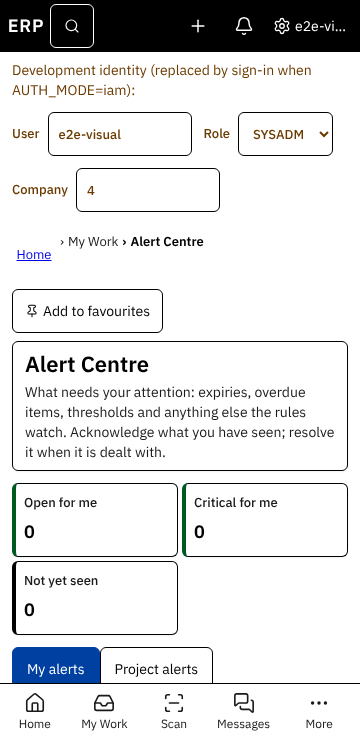 ERP
e2e-vi...
Development identity (replaced by sign-in when
AUTH_MODE=iam):
User e2e-visual Role SYSADM
Company 4
Home › My Work › Alert Centre
Add to favourites
Alert Centre
What needs your attention: expiries, overdue
items, thresholds and anything else the rules
watch. Acknowledge what you have seen; resolve
it when it is dealt with.
Open for me Critical for me
0 0
Not yet seen
0
My alerts Project alerts
Home My Work Scan Messages More